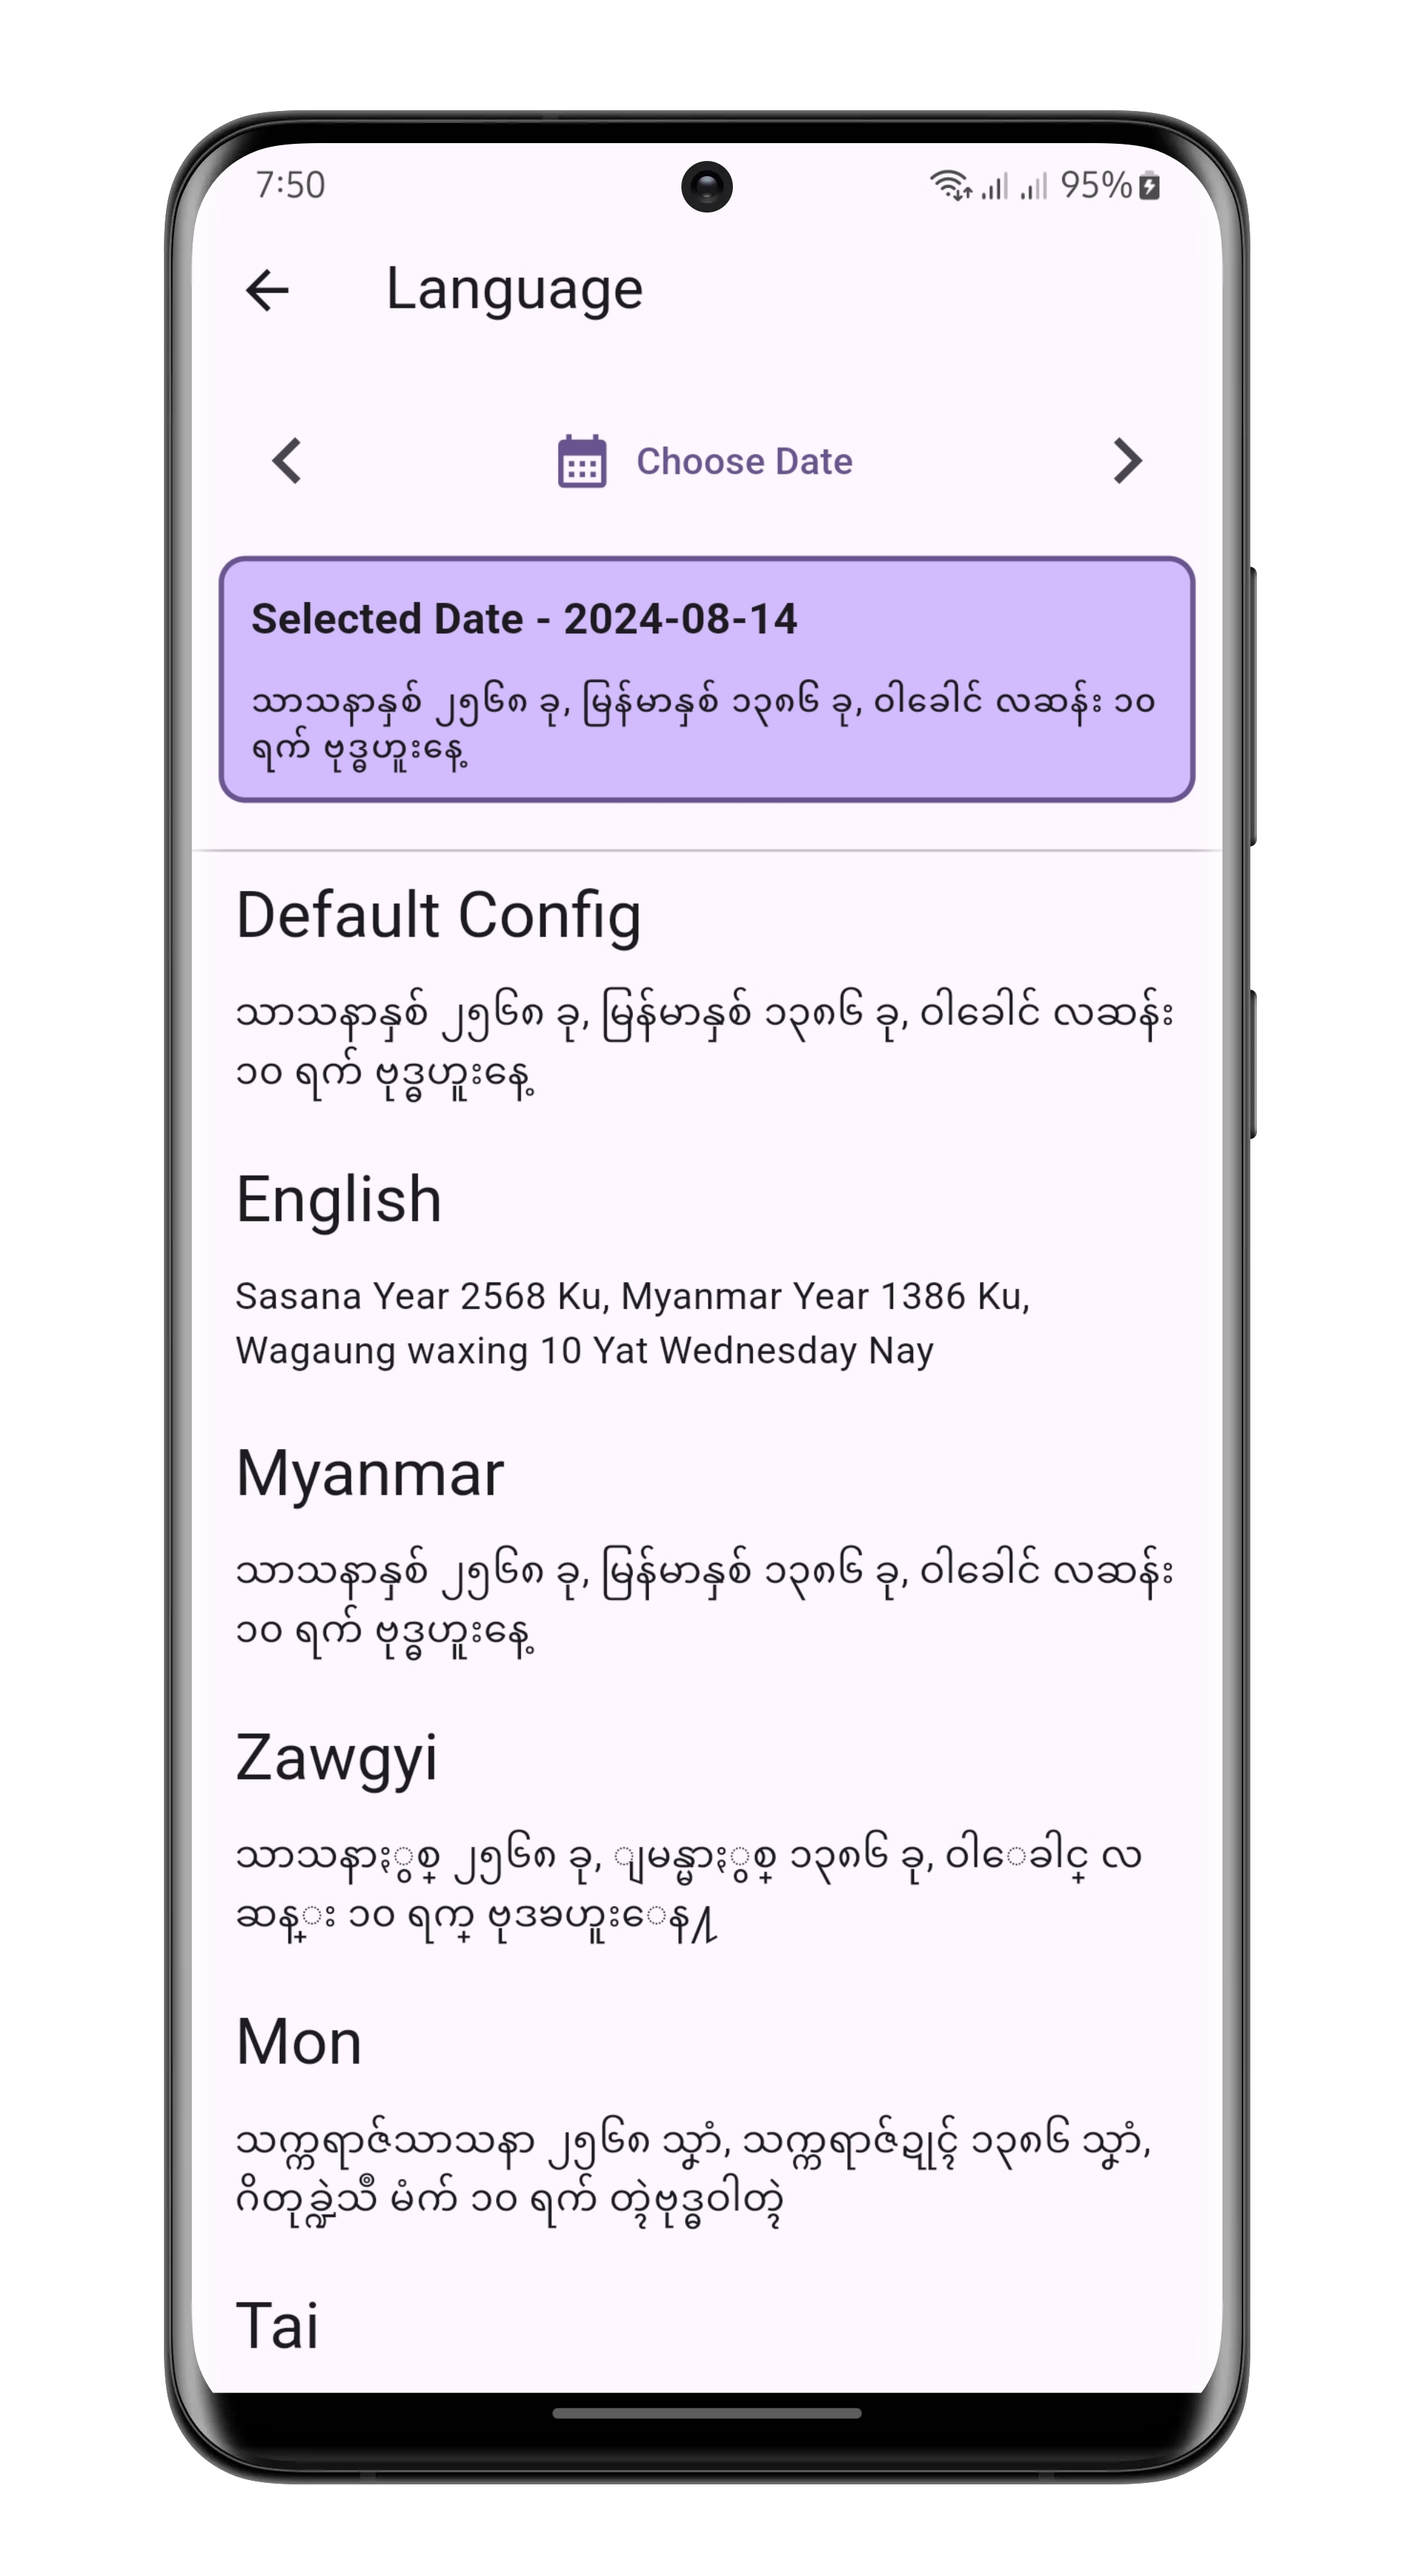 7:50
95%
Language
Choose Date
Selected Date - 2024-08-14
သာသနာနှစ် ၂၅၆၈ ခု, မြန်မာနှစ် ၁၃၈၆ ခု, ဝါခေါင် လဆန်း ၁၀
ရက် ဗုဒ္ဓဟူးနေ့
Default Config
သာသနာနှစ် ၂၅၆၈ ခု, မြန်မာနှစ် ၁၃၈၆ ခု, ဝါခေါင် လဆန်း
၁၀ ရက် ဗုဒ္ဓဟူးနေ့
English
Sasana Year 2568 Ku, Myanmar Year 1386 Ku,
Wagaung waxing 10 Yat Wednesday Nay
Myanmar
သာသနာနှစ် ၂၅၆၈ ခု, မြန်မာနှစ် ၁၃၈၆ ခု, ဝါခေါင် လဆန်း
၁၀ ရက် ဗုဒ္ဓဟူးနေ့
Zawgyi
သာသနာႏွစ္ ၂၅၆၈ ခု, ျမန္မာႏွစ္ ၁၃၈၆ ခု, ဝါေခါင္ လ
ဆန္း ၁၀ ရက္ ဗုဒၶဟူးေန႔
Mon
သက္ကရာဇ်သာသနာ ၂၅၆၈ သၞာံ, သက္ကရာဇ်ဍုၚ် ၁၃၈၆ သၞာံ,
ဂိတုခ္ဍဲသဳ မံက် ၁၀ ရက် တ္ၚဲဗုဒ္ဓဝါတ္ၚဲ
Tai